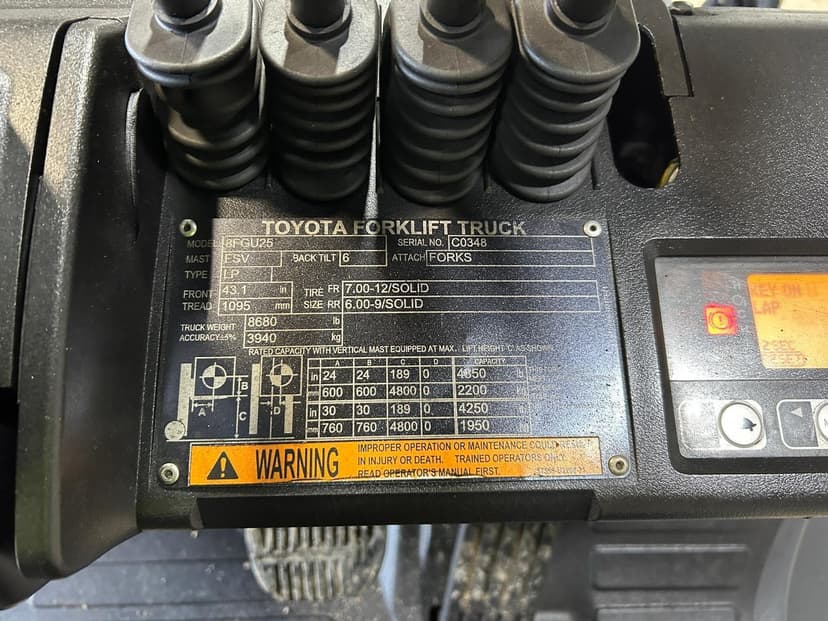 TOYOTA FORKLIFT TRUCK
MODEL 8FGU25 SERIAL NO. C0348
MAST FSV BACK TILT 6 ATTACH FORKS
TYPE LP
FRONT TREAD 43.1 in TIRE SIZE FR 7.00-12/SOLID
1095 mm RR 6.00-9/SOLID
TRUCK WEIGHT 8680 lb
ACCURACY±5% 3940 kg
RATED CAPACITY WITH VERTICAL MAST EQUIPPED AT MAX. LIFT HEIGHT 'C' AS SHOWN.
A B C D CAPACITY
in 24 24 189 0 4850 lb
mm 600 600 4800 0 2200
in 30 30 189 0 4250
mm 760 760 4800 0 1950
A B C D
WARNING
IMPROPER OPERATION OR MAINTENANCE COULD RESULT
IN INJURY OR DEATH. TRAINED OPERATORS ONLY.
READ OPERATOR'S MANUAL FIRST.
KEY ON
LAP